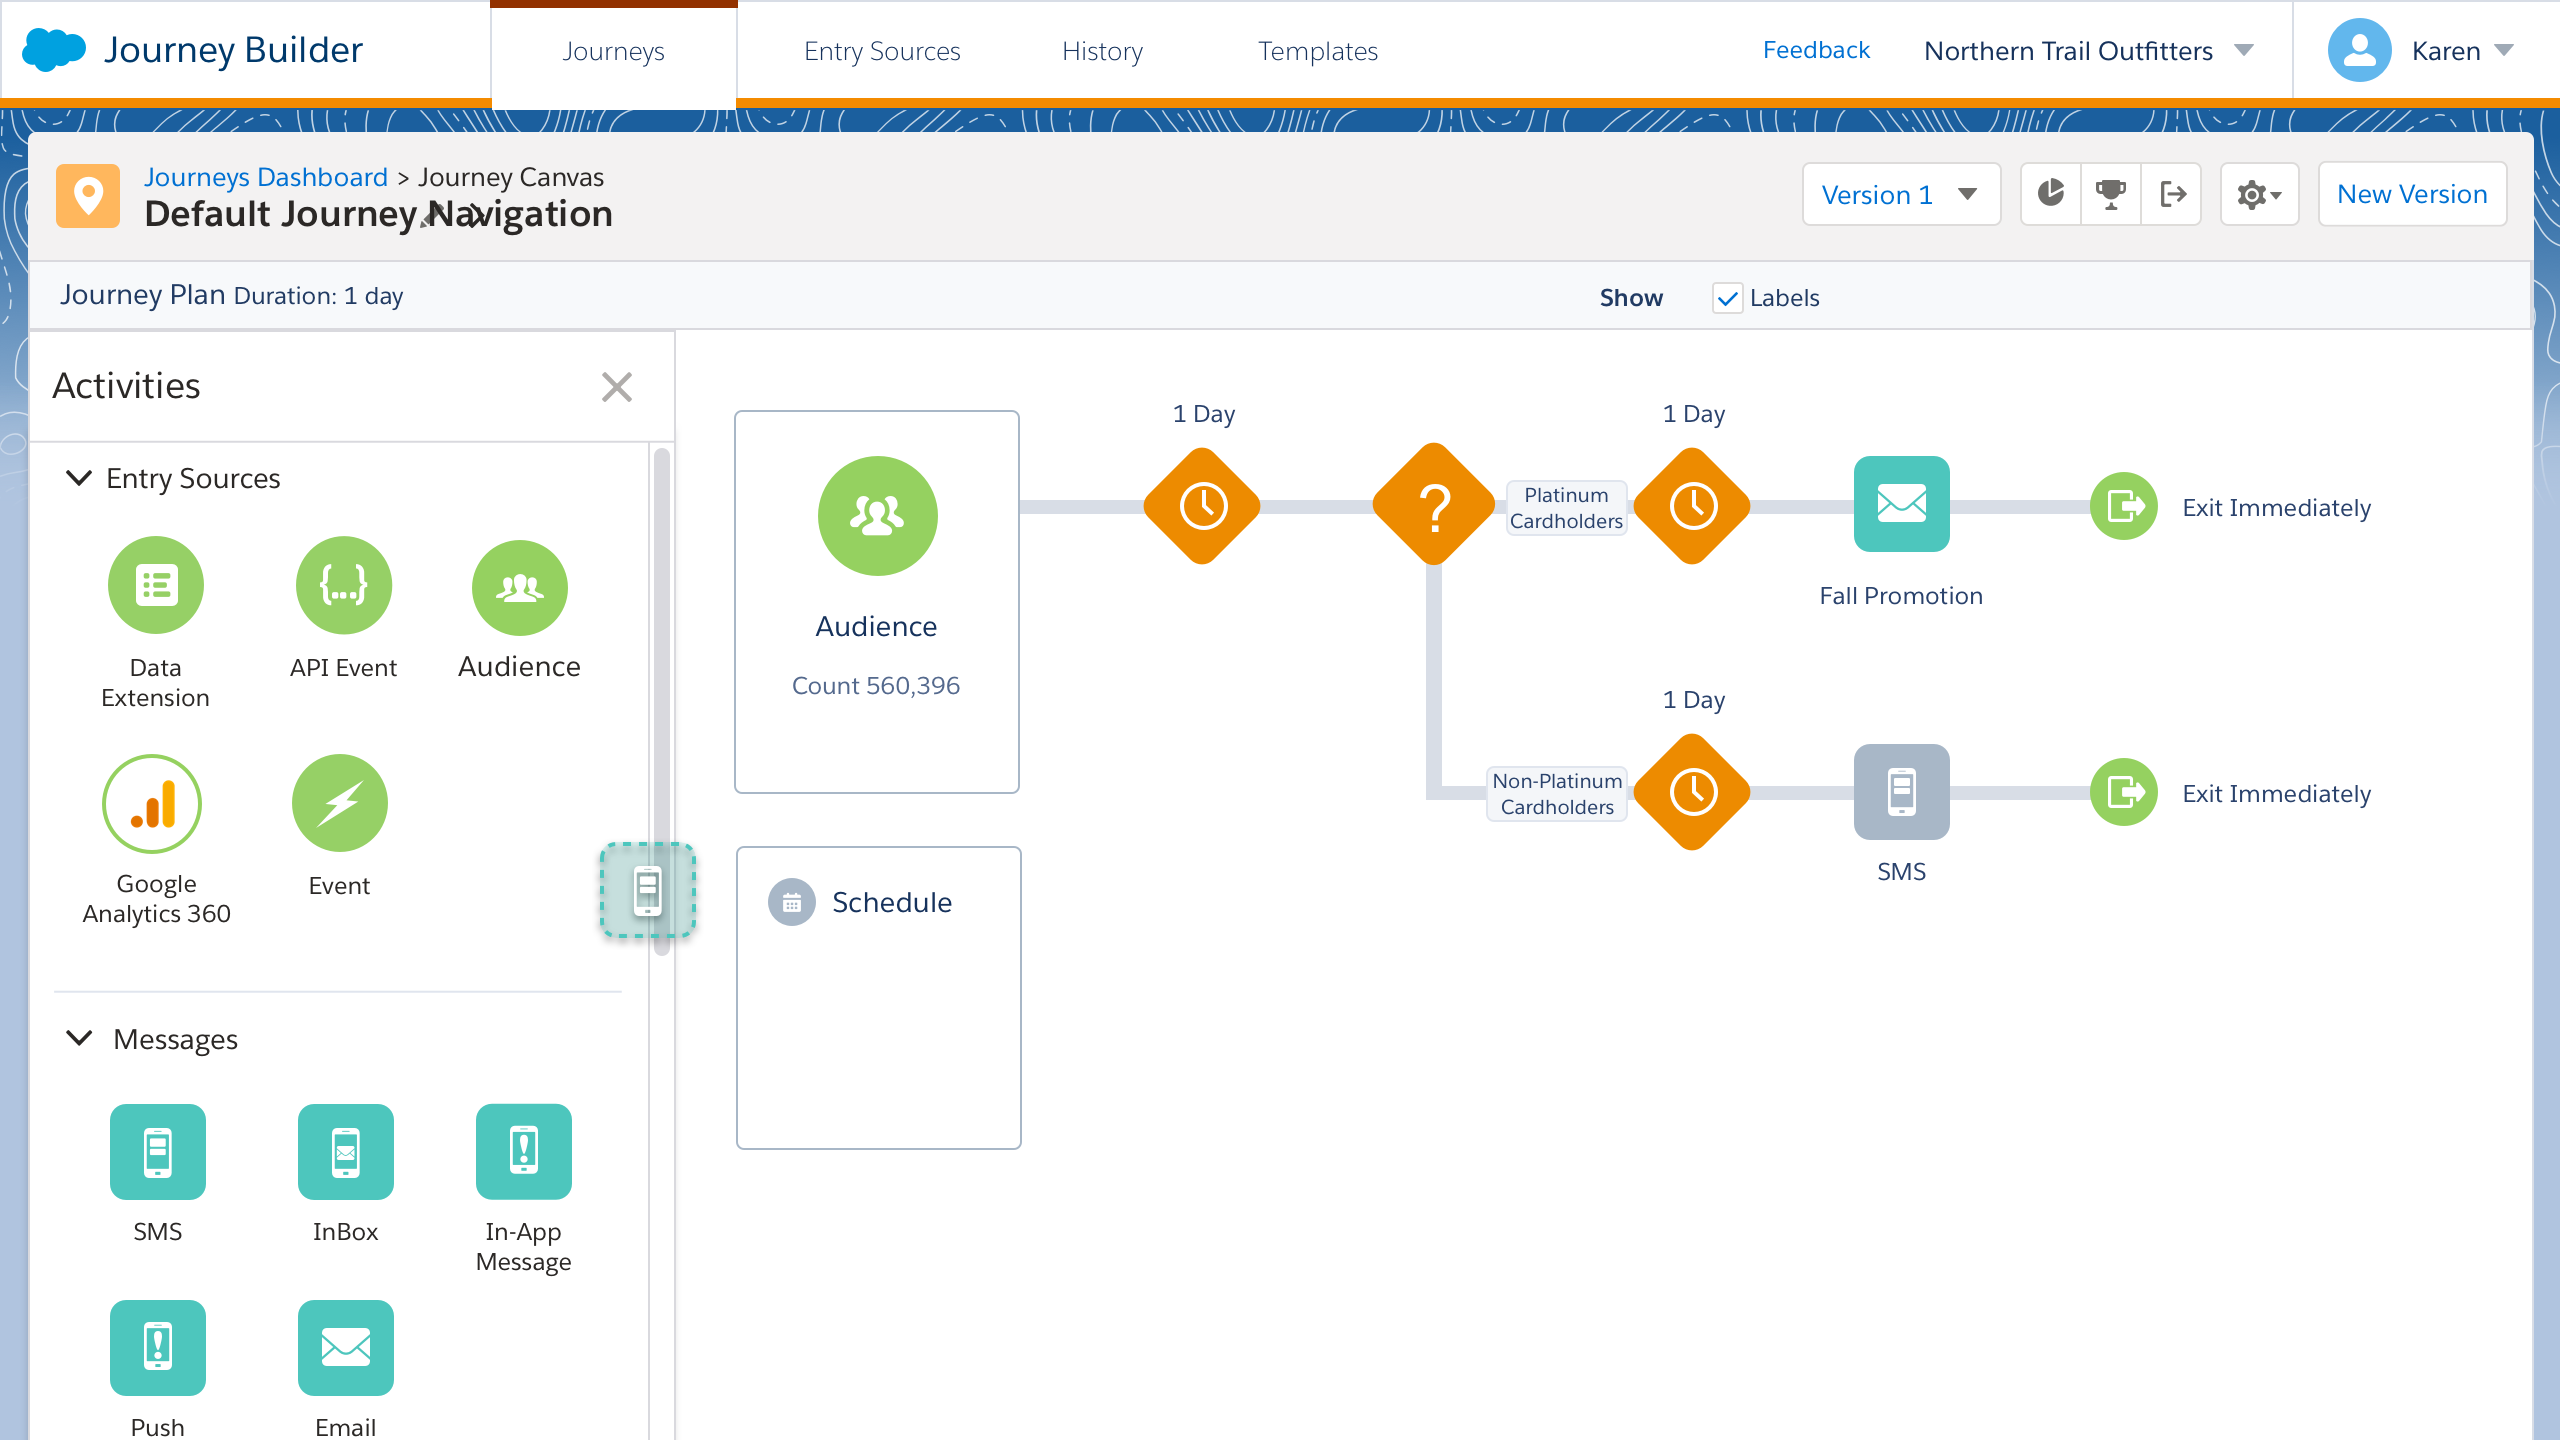 Journey Builder
Journeys
Entry Sources
History
Templates
Feedback
Northern Trail Outfitters
Karen
Journeys Dashboard > Journey Canvas
Default Journey Navigation
Version 1
New Version
Journey Plan Duration: 1 day
Show
Labels
Activities
Entry Sources
Data
Extension
API Event
Audience
Google
Analytics 360
Event
Messages
SMS
InBox
In-App
Message
Push
Email
Audience
Count 560,396
Schedule
1 Day
?
Platinum
Cardholders
1 Day
Fall Promotion
Exit Immediately
Non-Platinum
Cardholders
1 Day
SMS
Exit Immediately